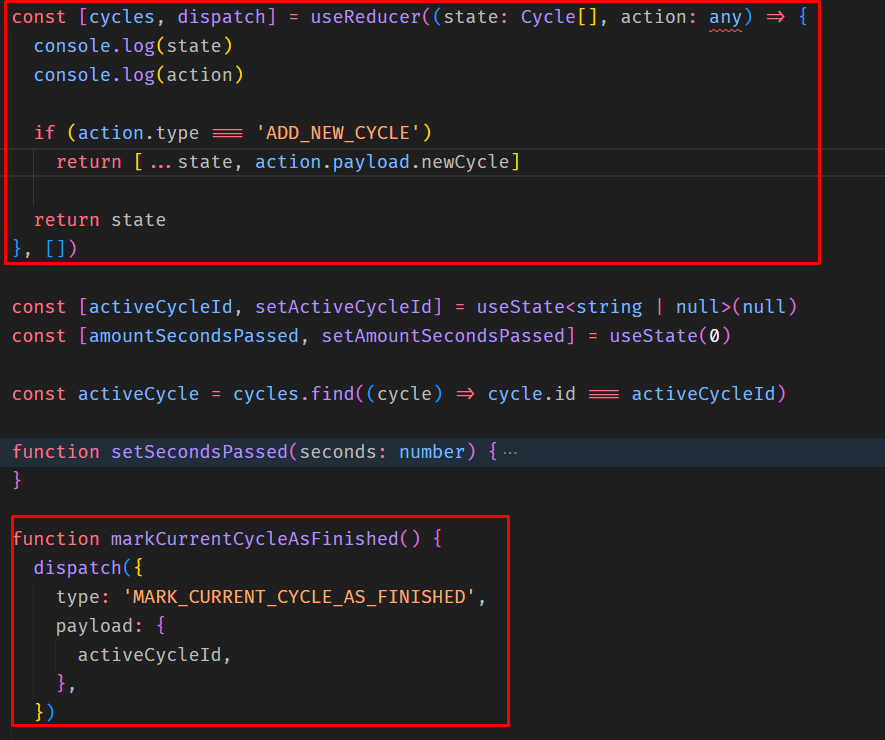 const [cycles, dispatch] = useReducer((state: Cycle[], action: any) => {
  console.log(state)
  console.log(action)
  if (action.type === 'ADD_NEW_CYCLE')
    return [...state, action.payload.newCycle]
  return state
}, [])
const [activeCycleId, setActiveCycleId] = useState<string | null>(null)
const [amountSecondsPassed, setAmountSecondsPassed] = useState(0)
const activeCycle = cycles.find((cycle) => cycle.id === activeCycleId)
function setSecondsPassed(seconds: number) {···
}
function markCurrentCycleAsFinished() {
  dispatch({
    type: 'MARK_CURRENT_CYCLE_AS_FINISHED',
    payload: {
      activeCycleId,
    },
  })